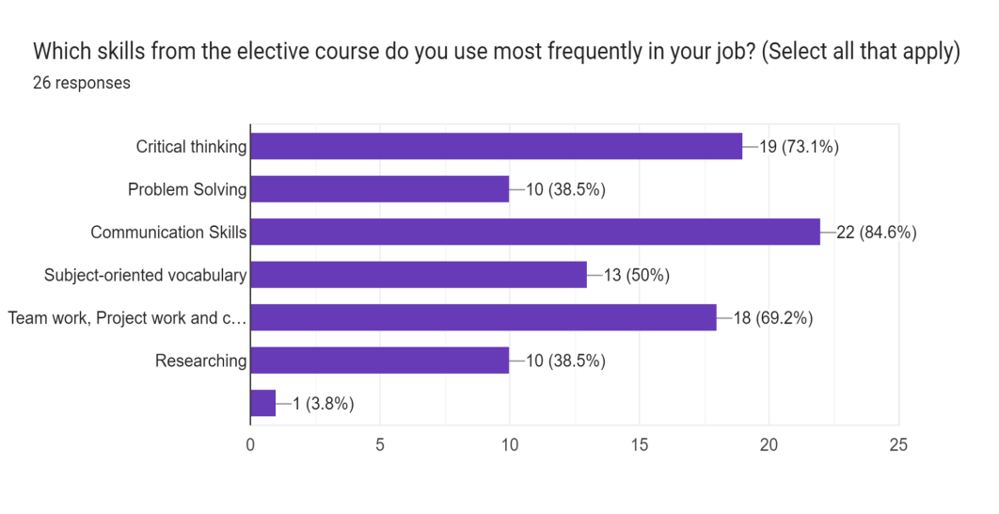 Which skills from the elective course do you use most frequently in your job? (Select all that apply)
26 responses
Critical thinking 19 (73.1%)
Problem Solving 10 (38.5%)
Communication Skills 22 (84.6%)
Subject-oriented vocabulary 13 (50%)
Team work, Project work and c... 18 (69.2%)
Researching 10 (38.5%)
1 (3.8%)
0 5 10 15 20 25